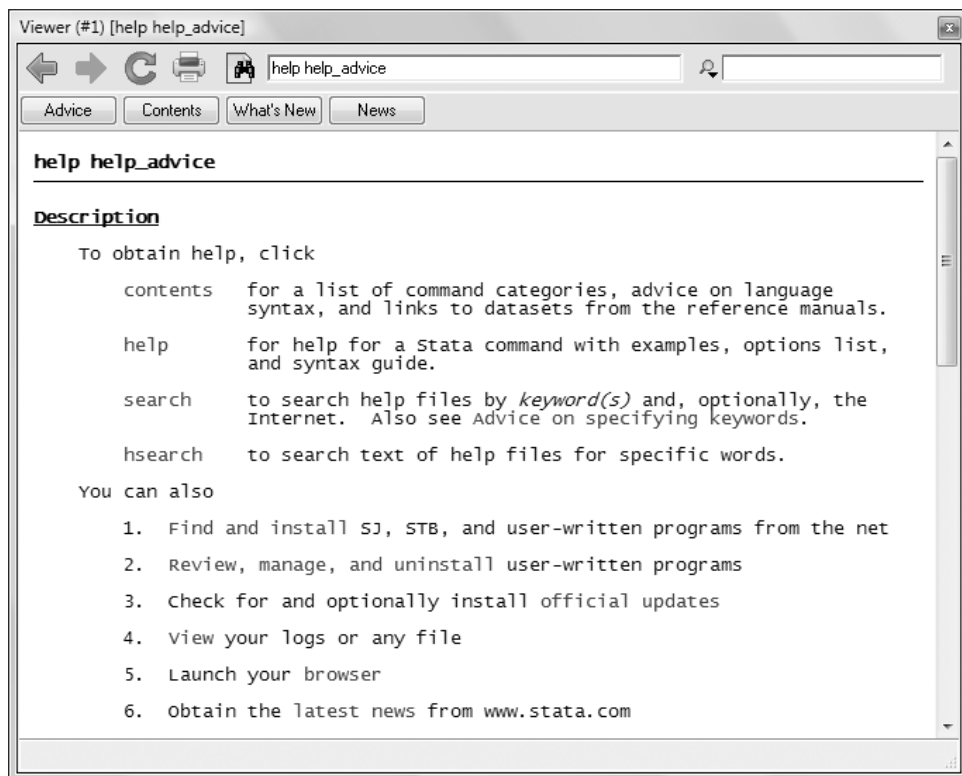 Viewer (#1) [help help_advice]
help help_advice
Advice Contents What's New News
help help_advice
Description
To obtain help, click
contents for a list of command categories, advice on language
syntax, and links to datasets from the reference manuals.
help for help for a Stata command with examples, options list,
and syntax guide.
search to search help files by keyword(s) and, optionally, the
Internet. Also see Advice on specifying keywords.
hsearch to search text of help files for specific words.
You can also
1. Find and install SJ, STB, and user-written programs from the net
2. Review, manage, and uninstall user-written programs
3. Check for and optionally install official updates
4. View your logs or any file
5. Launch your browser
6. Obtain the latest news from www.stata.com